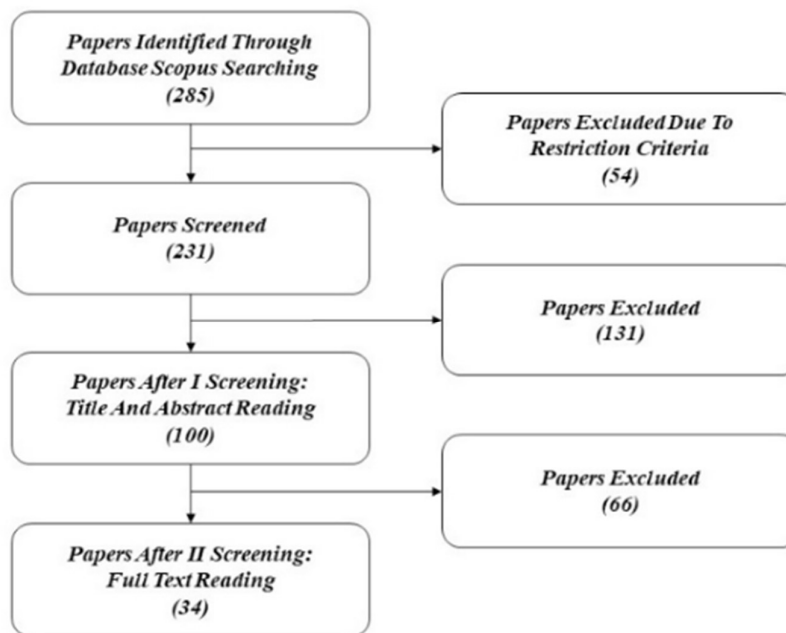 Papers Identified Through
Database Scopus Searching
(285)
Papers Excluded Due To
Restriction Criteria
(54)
Papers Screened
(231)
Papers Excluded
(131)
Papers After I Screening:
Title And Abstract Reading
(100)
Papers Excluded
(66)
Papers After II Screening:
Full Text Reading
(34)